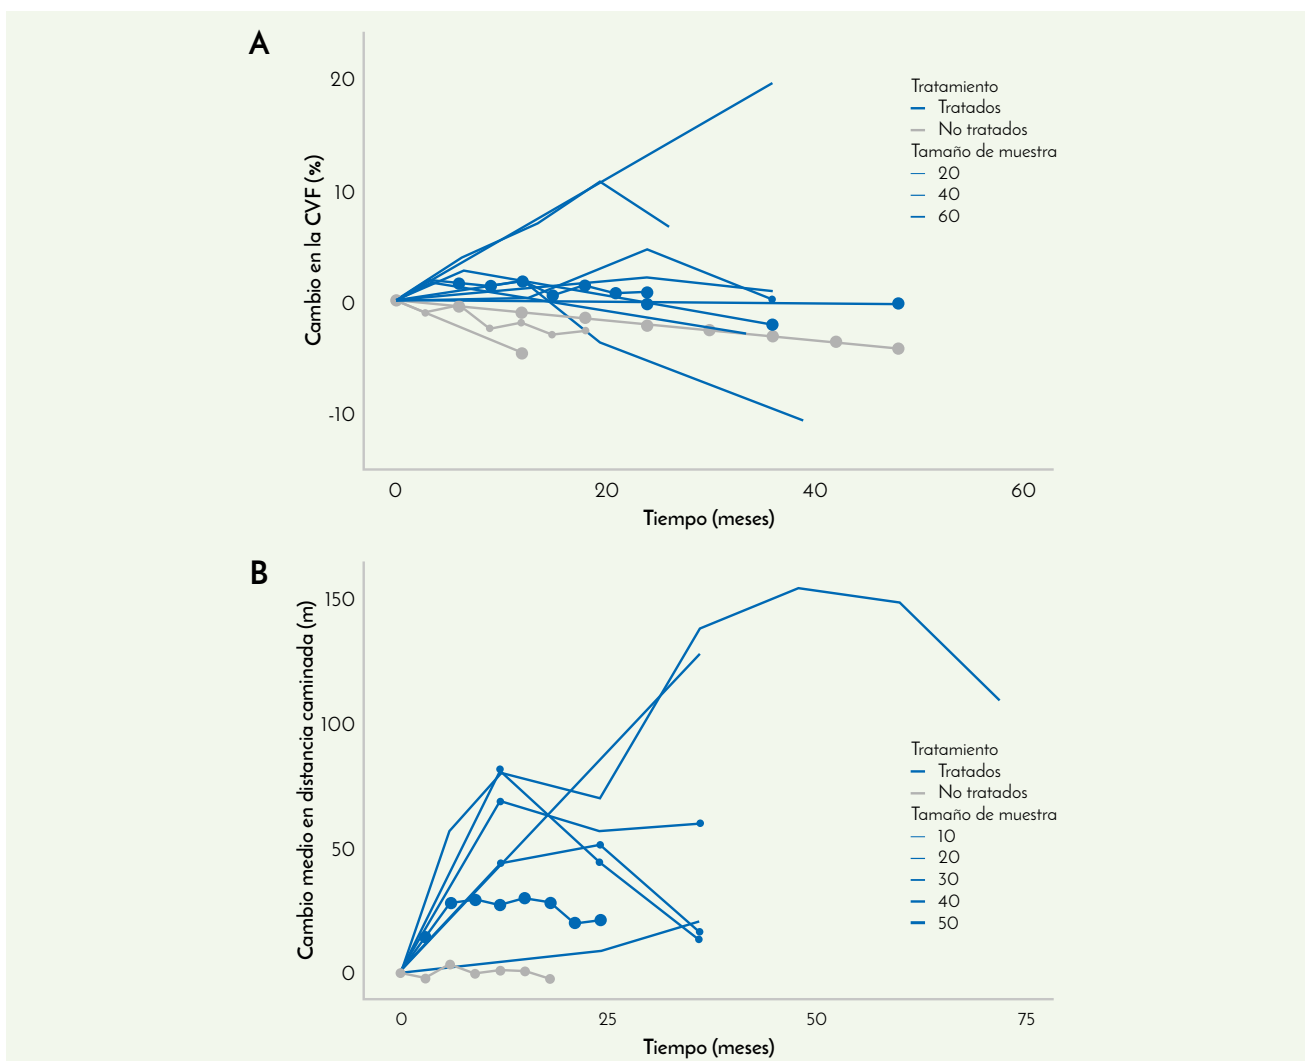 A
Cambio en la CVF (%)
20
10
0
-10
0
20
40
60
Tiempo (meses)
Tratamiento
Tratados
No tratados
Tamaño de muestra
20
40
60
B
Cambio medio en distancia caminada (m)
150
100
50
0
0
25
50
75
Tiempo (meses)
Tratamiento
Tratados
No tratados
Tamaño de muestra
10
20
30
40
50